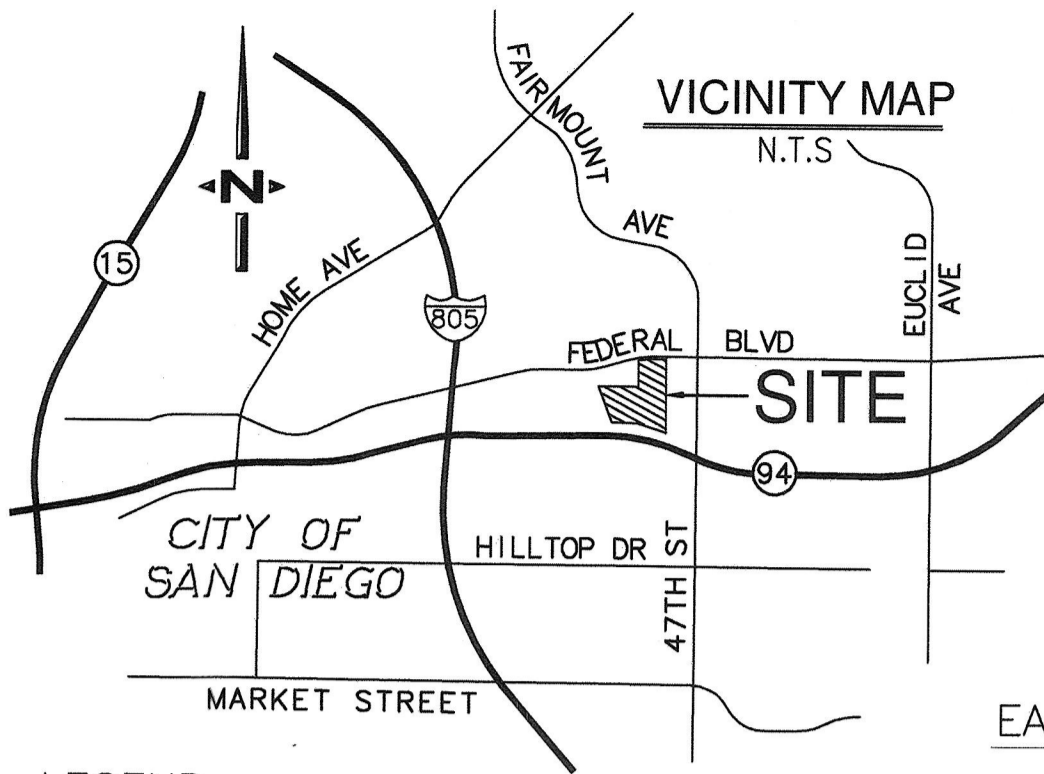 VICINITY MAP
N.T.S
N
15
HOME AVE
805
FAIRMOUNT
AVE
EUCLID
AVE
FEDERAL BLVD
SITE
94
CITY OF
SAN DIEGO
HILLTOP DR
47TH ST
MARKET STREET
EA